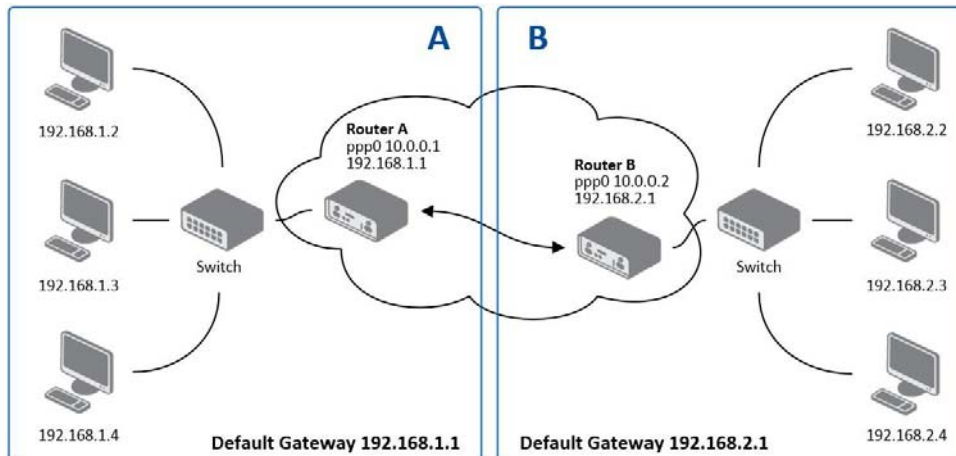 A
B
192.168.1.2
Router A
ppp0 10.0.0.1
192.168.1.1
Switch
192.168.1.3
192.168.1.4
Default Gateway 192.168.1.1
Router B
ppp0 10.0.0.2
192.168.2.1
Switch
192.168.2.2
192.168.2.3
192.168.2.4
Default Gateway 192.168.2.1